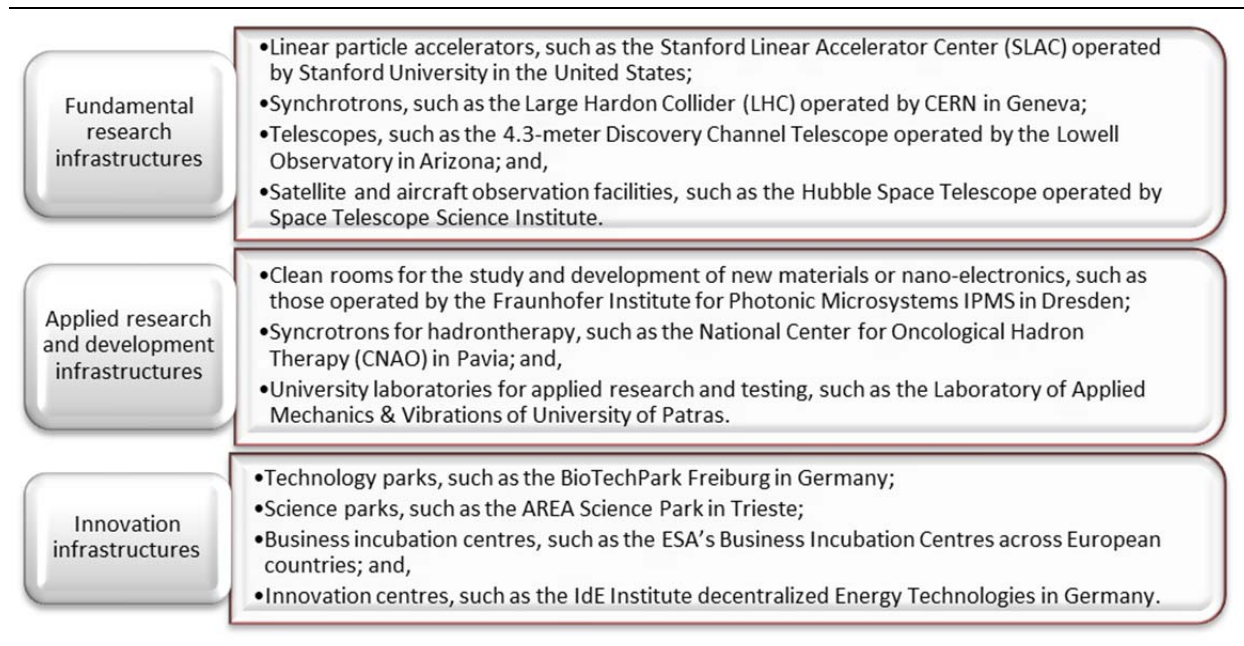 Fundamental
research
infrastructures
•Linear particle accelerators, such as the Stanford Linear Accelerator Center (SLAC) operated
by Stanford University in the United States;
•Synchrotrons, such as the Large Hardon Collider (LHC) operated by CERN in Geneva;
•Telescopes, such as the 4.3-meter Discovery Channel Telescope operated by the Lowell
Observatory in Arizona; and,
•Satellite and aircraft observation facilities, such as the Hubble Space Telescope operated by
Space Telescope Science Institute.
Applied research
and development
infrastructures
•Clean rooms for the study and development of new materials or nano-electronics, such as
those operated by the Fraunhofer Institute for Photonic Microsystems IPMS in Dresden;
•Syncrotrons for hadrontherapy, such as the National Center for Oncological Hadron
Therapy (CNAO) in Pavia; and,
•University laboratories for applied research and testing, such as the Laboratory of Applied
Mechanics & Vibrations of University of Patras.
Innovation
infrastructures
•Technology parks, such as the BioTechPark Freiburg in Germany;
•Science parks, such as the AREA Science Park in Trieste;
•Business incubation centres, such as the ESA's Business Incubation Centres across European
countries; and,
•Innovation centres, such as the IdE Institute decentralized Energy Technologies in Germany.